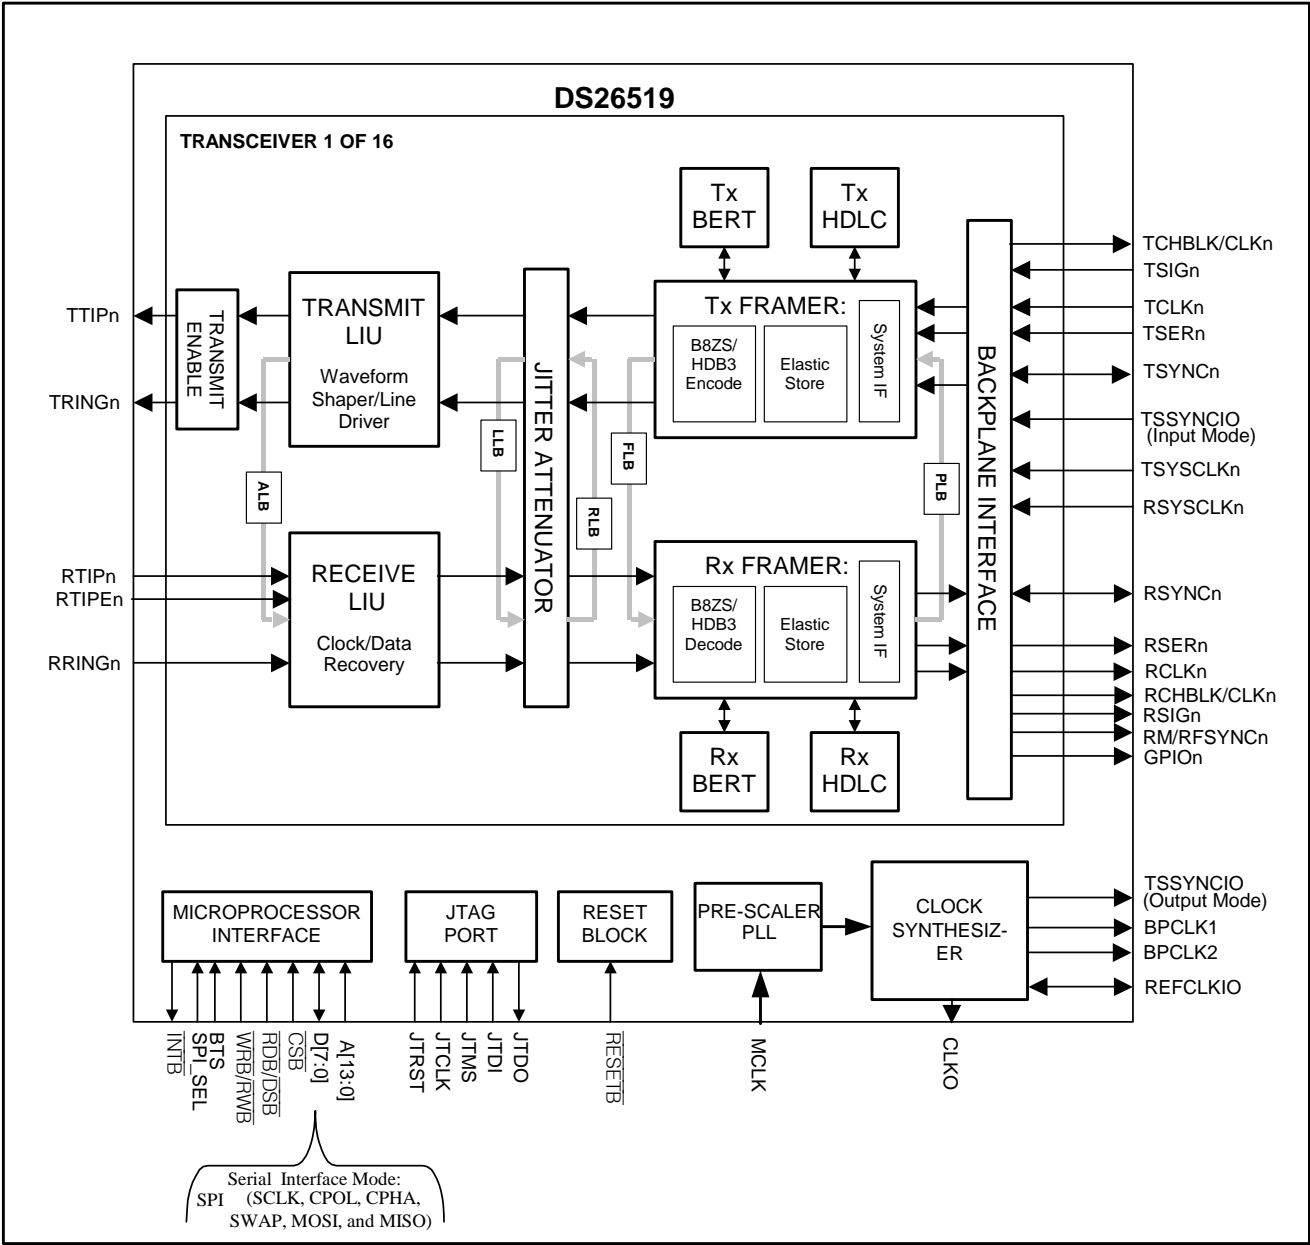 DS26519
TRANSCEIVER 1 OF 16
Tx
BERT
Tx
HDLC
TRANSMIT
ENABLE
TRANSMIT
LIU
Waveform
Shaper/Line
Driver
JITTER ATTENUATOR
Tx FRAMER:
B8ZS/
HDB3
Encode
Elastic
Store
System IF
BACKPLANE INTERFACE
ALB
LLB
RLB
FLB
PLB
RECEIVE
LIU
Clock/Data
Recovery
Rx FRAMER:
B8ZS/
HDB3
Decode
Elastic
Store
System IF
Rx
BERT
Rx
HDLC
TTIPn
TRINGn
RTIPn
RTIPEn
RRINGn
TCHBLK/CLKn
TSIGn
TCLKn
TSERn
TSYNCn
TSSYNCIO
(Input Mode)
TSYSCLKn
RSYSCLKn
RSYNCn
RSERn
RCLKn
RCHBLK/CLKn
RSIGn
RM/RFSYNCn
GPIOn
MICROPROCESSOR
INTERFACE
JTAG
PORT
RESET
BLOCK
PRE-SCALER
PLL
CLOCK
SYNTHESIZ-
ER
TSSYNCIO
(Output Mode)
BPCLK1
BPCLK2
REFCLKIO
INTB
SPI_SEL
BTS
WRB/RWB
RDB/DSB
CSB
D[7:0]
A[13:0]
JTRST
JTCLK
JTMS
JTDI
JTDO
RESETB
MCLK
CLKO
Serial Interface Mode:
SPI (SCLK, CPOL, CPHA,
SWAP, MOSI, and MISO)